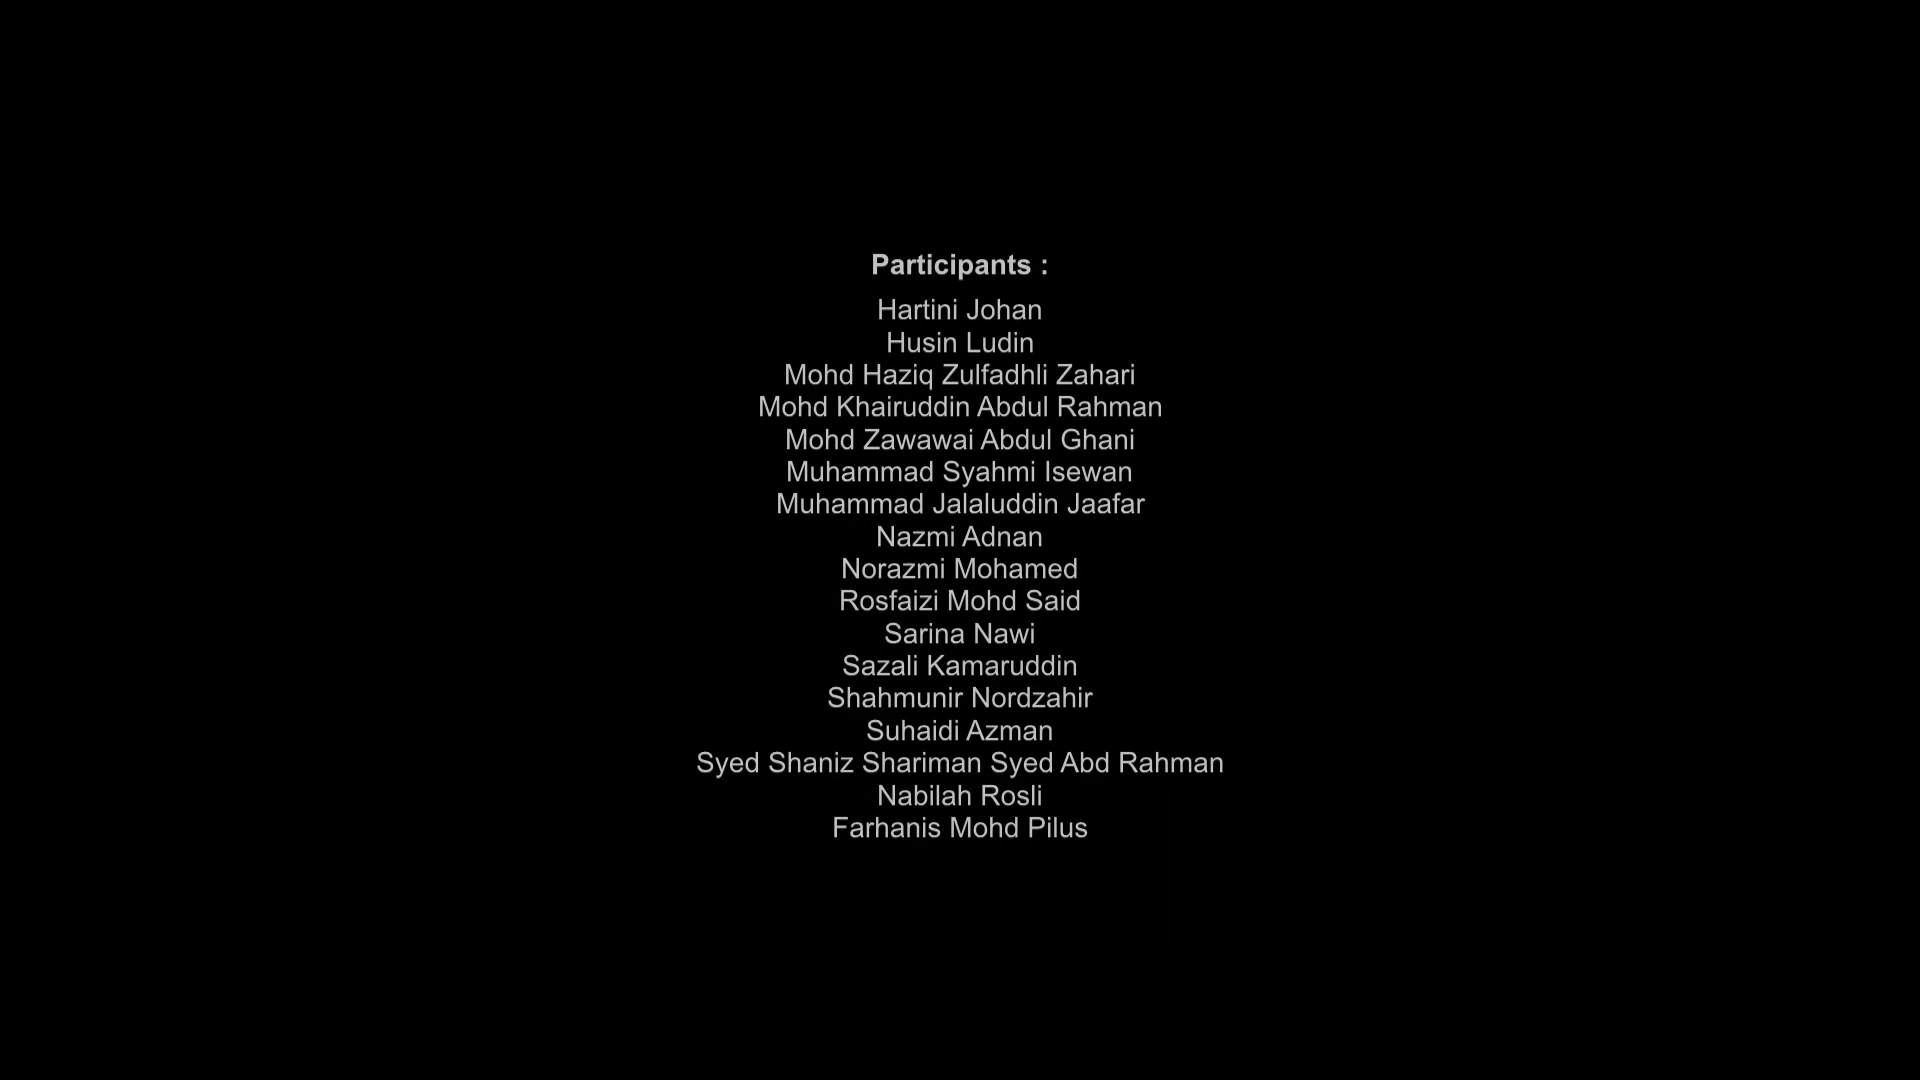 Participants :
Hartini Johan
Husin Ludin
Mohd Haziq Zulfadhli Zahari
Mohd Khairuddin Abdul Rahman
Mohd Zawawai Abdul Ghani
Muhammad Syahmi Isewan
Muhammad Jalaluddin Jaafar
Nazmi Adnan
Norazmi Mohamed
Rosfaizi Mohd Said
Sarina Nawi
Sazali Kamaruddin
Shahmunir Nordzahir
Suhaidi Azman
Syed Shaniz Shariman Syed Abd Rahman
Nabilah Rosli
Farhanis Mohd Pilus